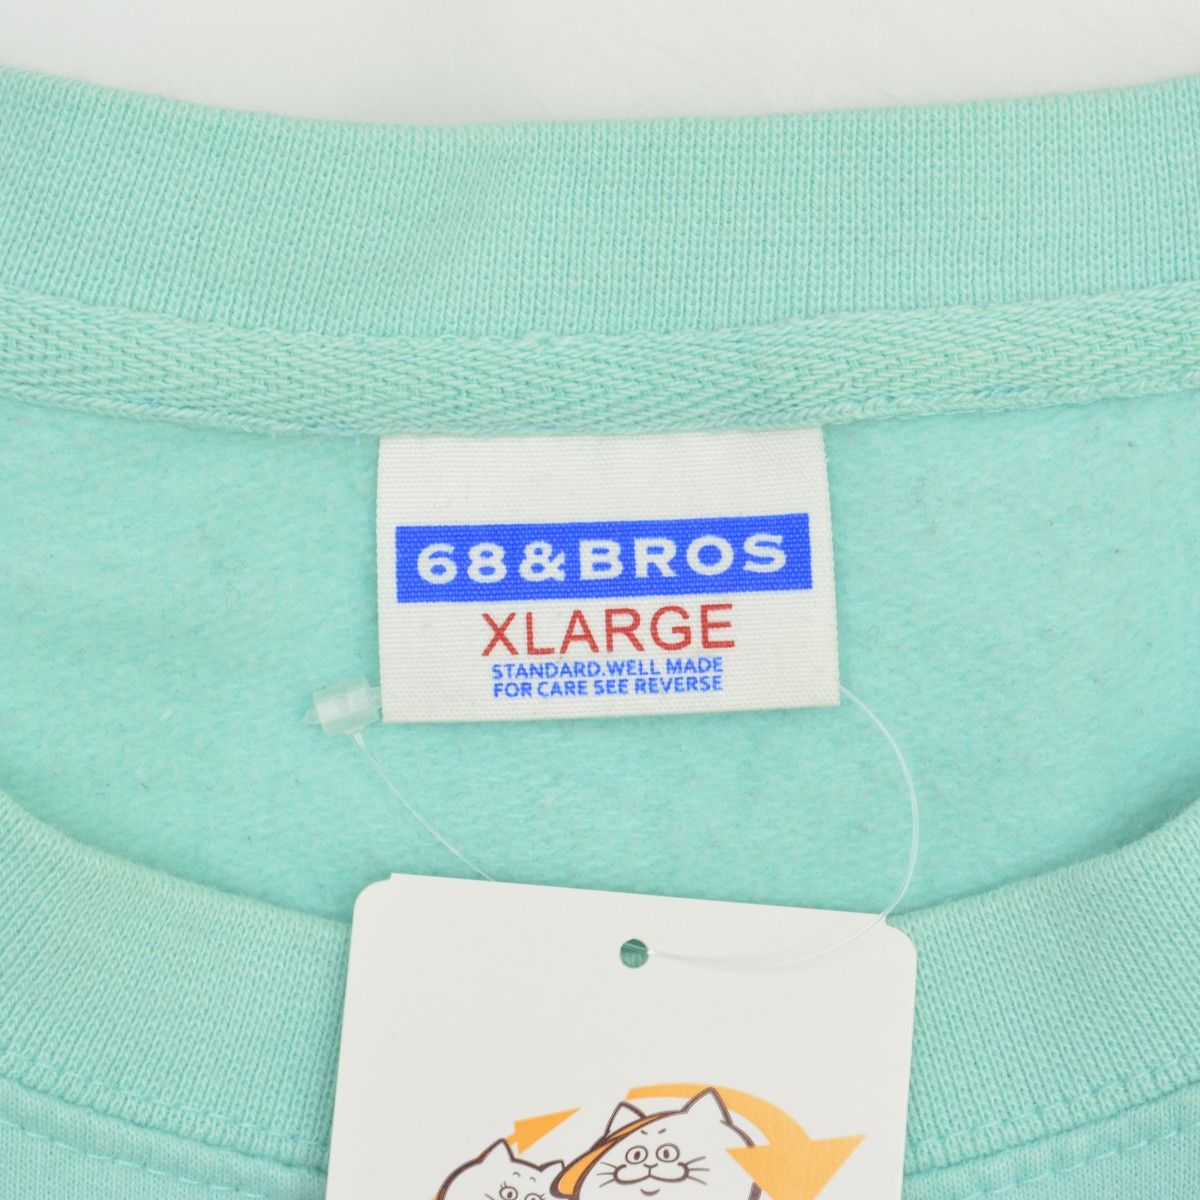 68&BROS
XLARGE
STANDARD.WELL MADE
FOR CARE SEE REVERSE